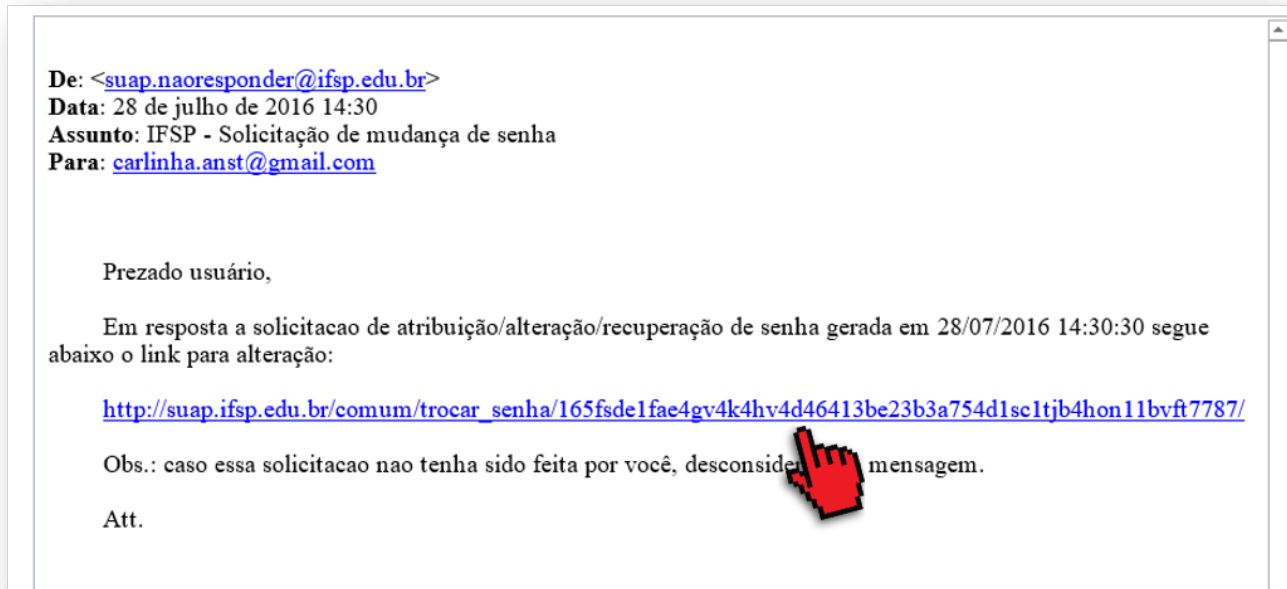 De: <suap.naoresponder@ifsp.edu.br>
Data: 28 de julho de 2016 14:30
Assunto: IFSP - Solicitação de mudança de senha
Para: carlinha.anst@gmail.com
Prezado usuário,
Em resposta a solicitacao de atribuição/alteração/recuperação de senha gerada em 28/07/2016 14:30:30 segue
abaixo o link para alteração:
http://suap.ifsp.edu.br/comum/trocar_senha/165fsde1fae4gv4k4hv4d46413be23b3a754d1sc1tjb4hon11bvft7787/
Obs.: caso essa solicitacao nao tenha sido feita por você, mensagem.
Att.